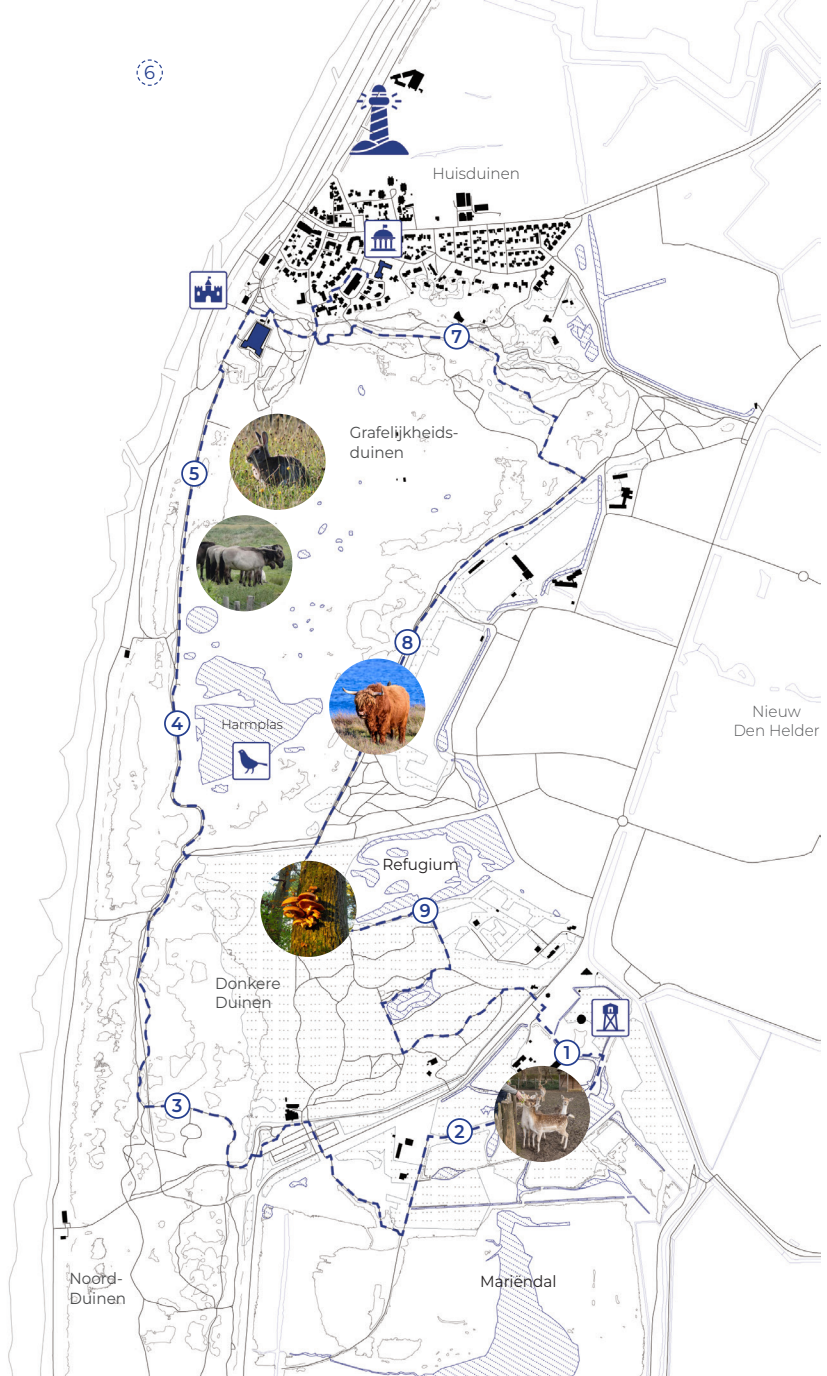 6
Huisduinen
7
Grafelijkheids-
duinen
5
8
Nieuw
Den Helder
4
Harmplas
Refugium
9
Donkere
Duinen
1
3
2
Noord-
Duinen
Mariëndal